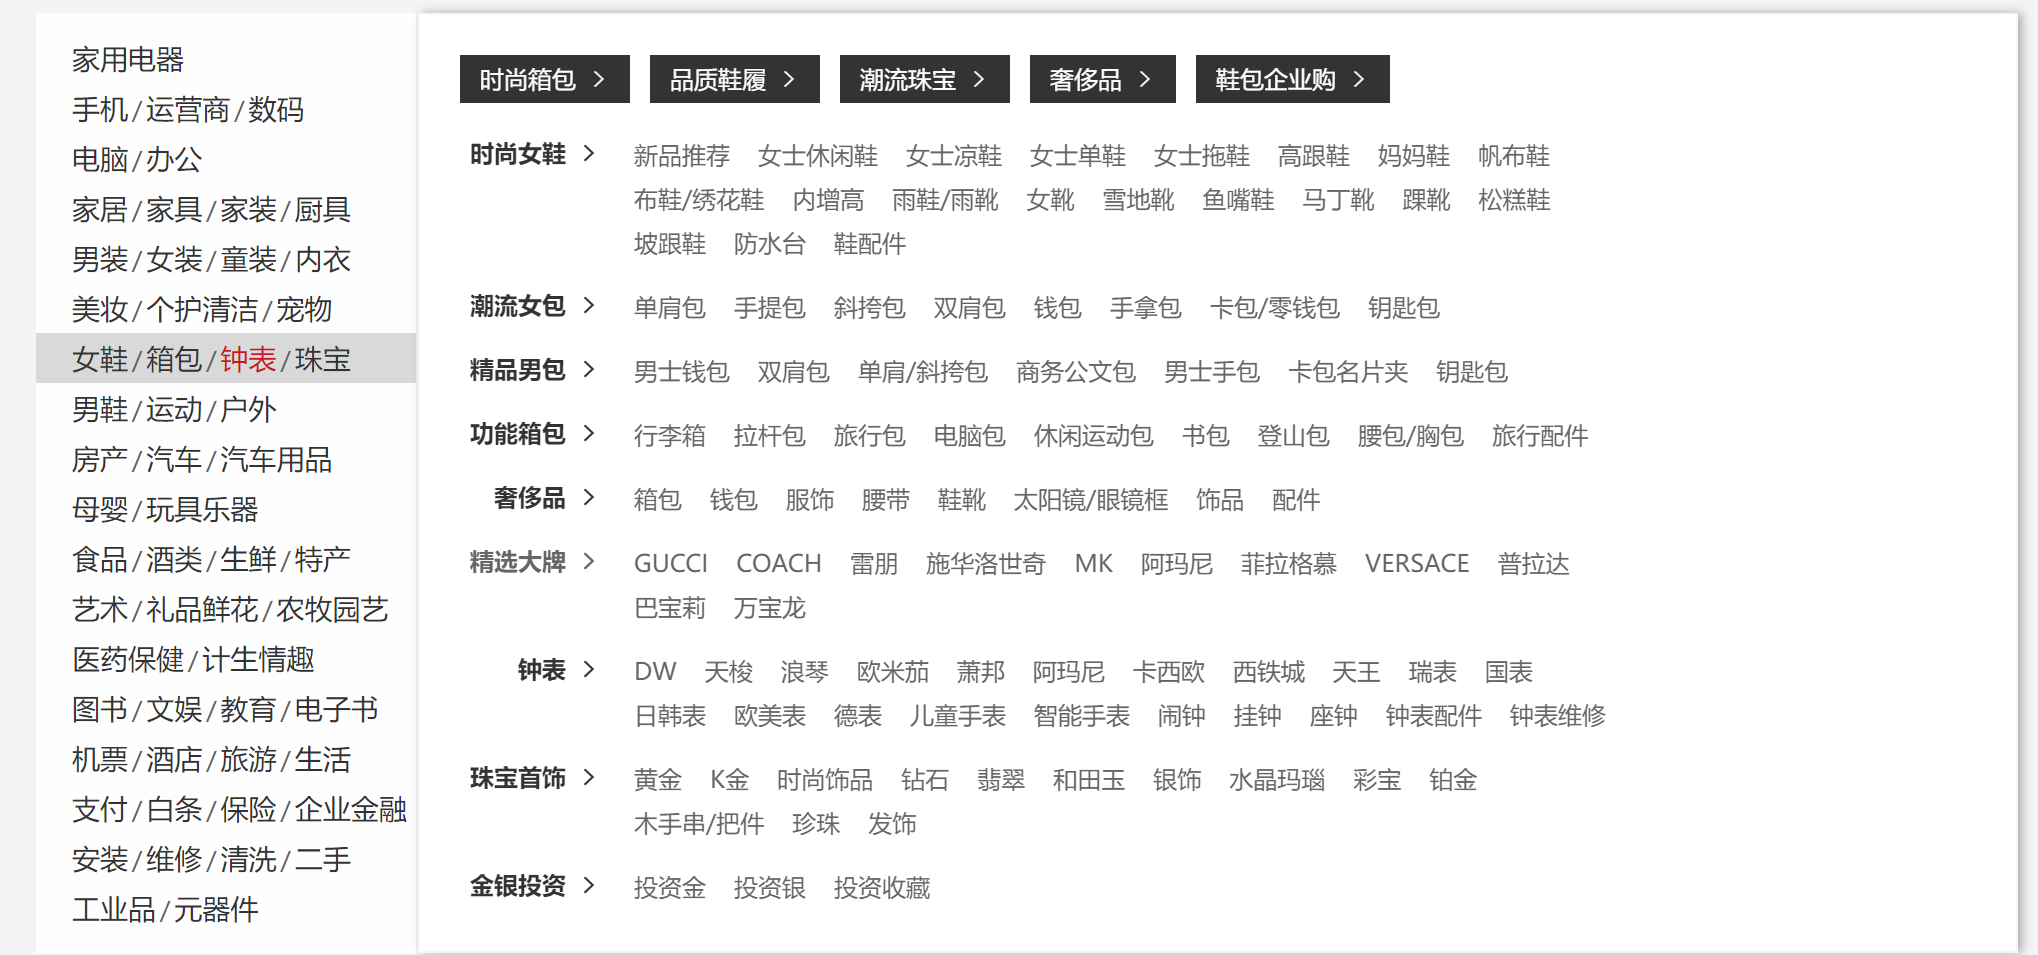 家用电器
手机/运营商/数码
电脑/办公
家居/家具/家装/厨具
男装/女装/童装/内衣
美妆/个护清洁/宠物
女鞋/箱包/钟表/珠宝
男鞋/运动/户外
房产/汽车/汽车用品
母婴/玩具乐器
食品/酒类/生鲜/特产
艺术/礼品鲜花/农牧园艺
医药保健/计生情趣
图书/文娱/教育/电子书
机票/酒店/旅游/生活
支付/白条/保险/企业金融
安装/维修/清洗/二手
工业品/元器件
时尚箱包 > 品质鞋履 > 潮流珠宝 > 奢侈品 > 鞋包企业购 >
时尚女鞋 > 新品推荐 女士休闲鞋 女士凉鞋 女士单鞋 女士拖鞋 高跟鞋 妈妈鞋 帆布鞋
布鞋/绣花鞋 内增高 雨鞋/雨靴 女靴 雪地靴 鱼嘴鞋 马丁靴 踝靴 松糕鞋
坡跟鞋 防水台 鞋配件
潮流女包 > 单肩包 手提包 斜挎包 双肩包 钱包 手拿包 卡包/零钱包 钥匙包
精品男包 > 男士钱包 双肩包 单肩/斜挎包 商务公文包 男士手包 卡包名片夹 钥匙包
功能箱包 > 行李箱 拉杆包 旅行包 电脑包 休闲运动包 书包 登山包 腰包/胸包 旅行配件
奢侈品 > 箱包 钱包 服饰 腰带 鞋靴 太阳镜/眼镜框 饰品 配件
精选大牌 > GUCCI COACH 雷朋 施华洛世奇 MK 阿玛尼 菲拉格慕 VERSACE 普拉达
巴宝莉 万宝龙
钟表 > DW 天梭 浪琴 欧米茄 萧邦 阿玛尼 卡西欧 西铁城 天王 瑞表 国表
日韩表 欧美表 德表 儿童手表 智能手表 闹钟 挂钟 座钟 钟表配件 钟表维修
珠宝首饰 > 黄金 K金 时尚饰品 钻石 翡翠 和田玉 银饰 水晶玛瑙 彩宝 铂金
木手串/把件 珍珠 发饰
金银投资 > 投资金 投资银 投资收藏